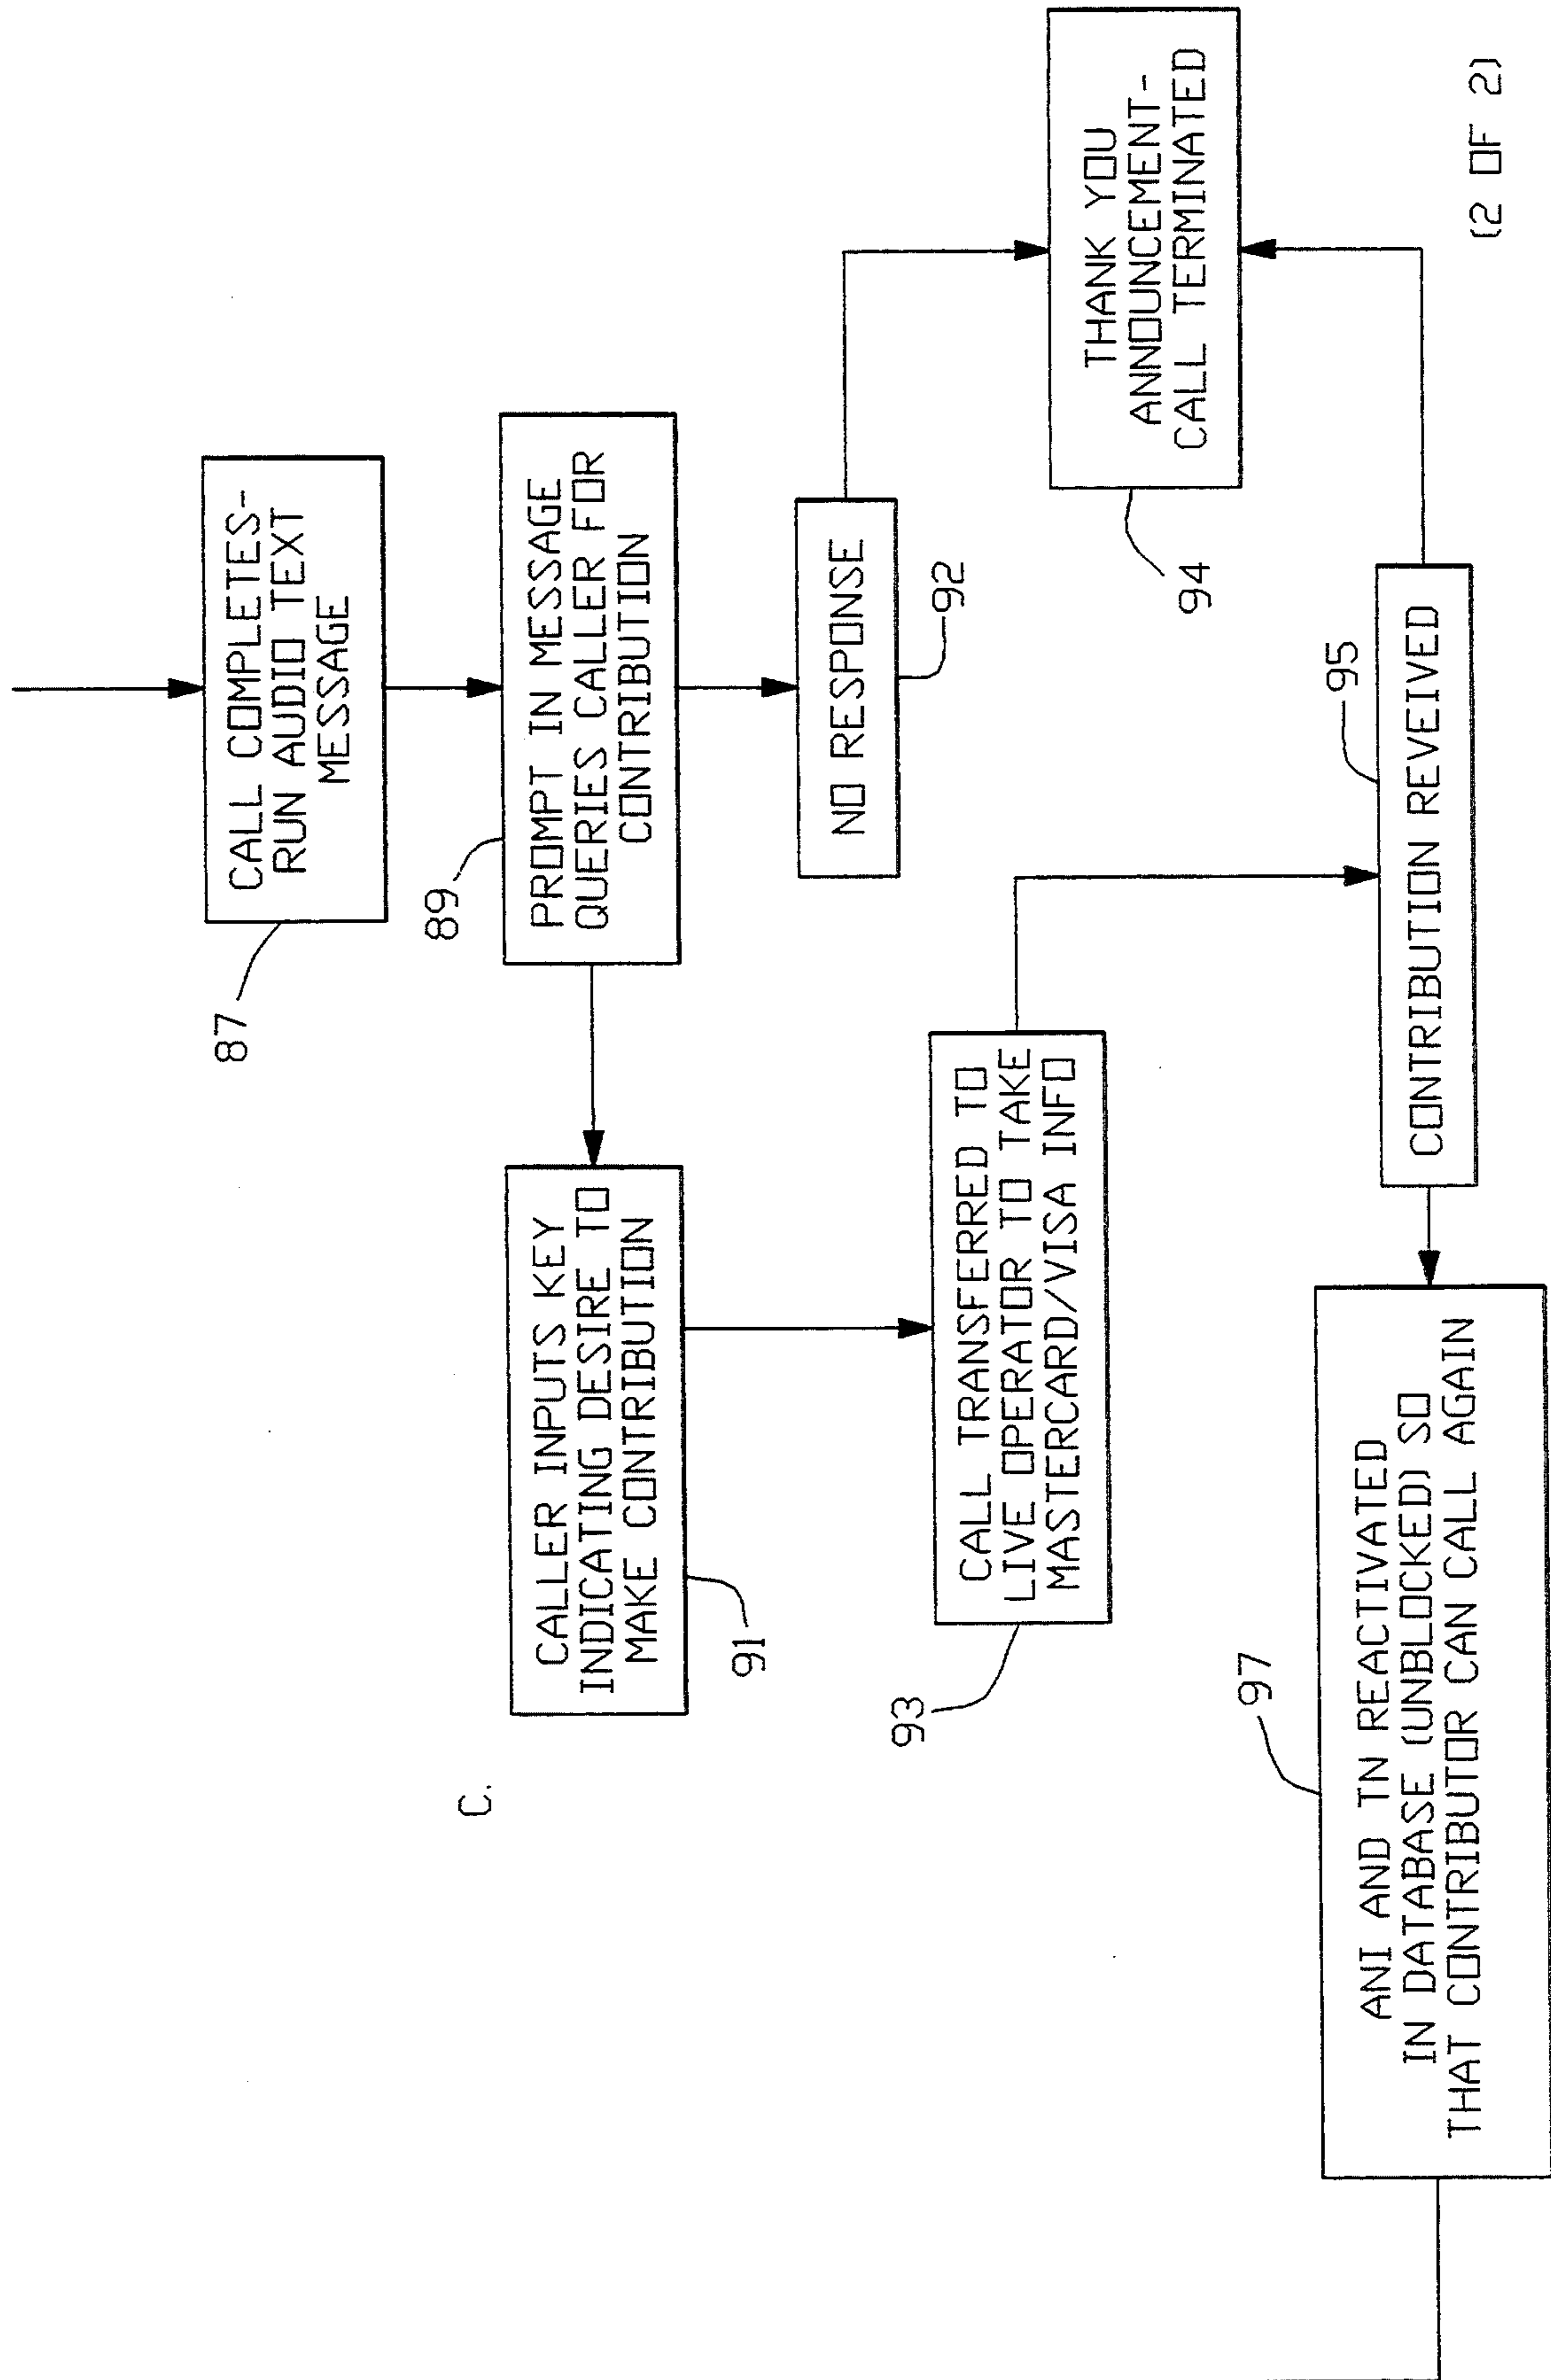 CALL COMPLETES-
RUN AUDIO TEXT
MESSAGE
87
PROMPT IN MESSAGE
QUERIES CALLER FOR
CONTRIBUTION
89
CALLER INPUTS KEY
INDICATING DESIRE TO
MAKE CONTRIBUTION
91
C.
NO RESPONSE
92
CALL TRANSFERRED TO
LIVE OPERATOR TO TAKE
MASTERCARD/VISA INFO
93
THANK YOU
ANNOUNCEMENT-
CALL TERMINATED
94
CONTRIBUTION REVEIVED
95
ANI AND TN REACTIVATED
IN DATABASE (UNBLOCKED) SO
THAT CONTRIBUTOR CAN CALL AGAIN
97
(2 OF 2)